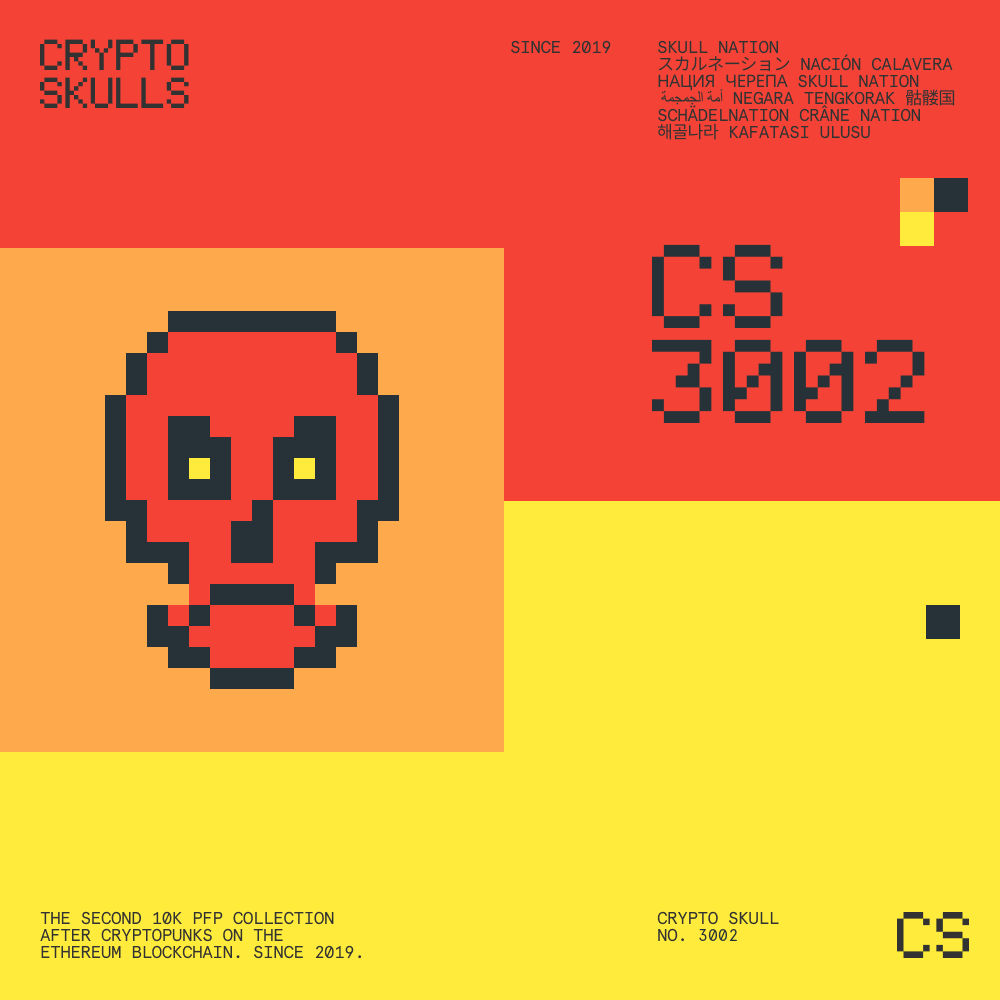 CRYPTO
SKULLS
SINCE 2019
SKULL NATION
スカルネーション NACIÓN CALAVERA
НАЦИЯ ЧЕРЕПА SKULL NATION
أمة الجمجمة NEGARA TENGKORAK 骷髅国
SCHÄDELNATION CRÂNE NATION
해골나라 KAFATASI ULUSU
CS
3002
THE SECOND 10K PFP COLLECTION
AFTER CRYPTOPUNKS ON THE
ETHEREUM BLOCKCHAIN. SINCE 2019.
CRYPTO SKULL
NO. 3002
CS